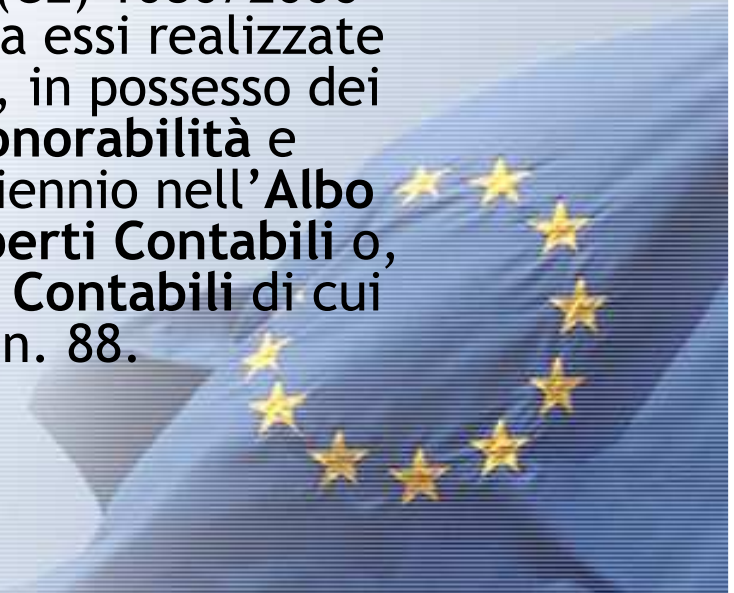 a essi realizzate
, in possesso dei
onorabilità e
iennio nell’Albo
perti Contabili o,
Contabili di cui
n. 88.